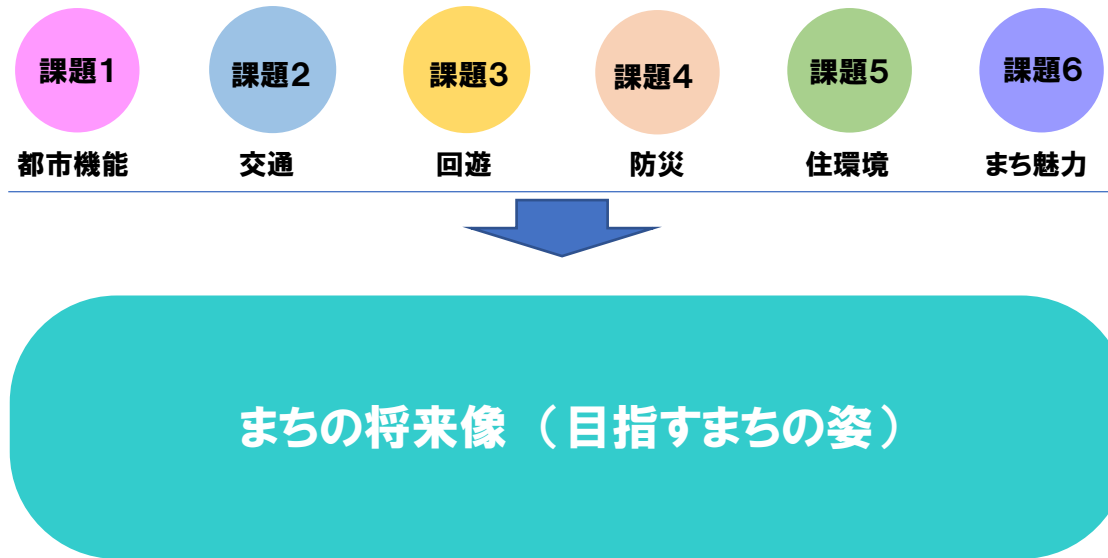 課題1 課題2 課題3 課題4 課題5 課題6
都市機能 交通 回遊 防災 住環境 まち魅力
まちの将来像 （目指すまちの姿）